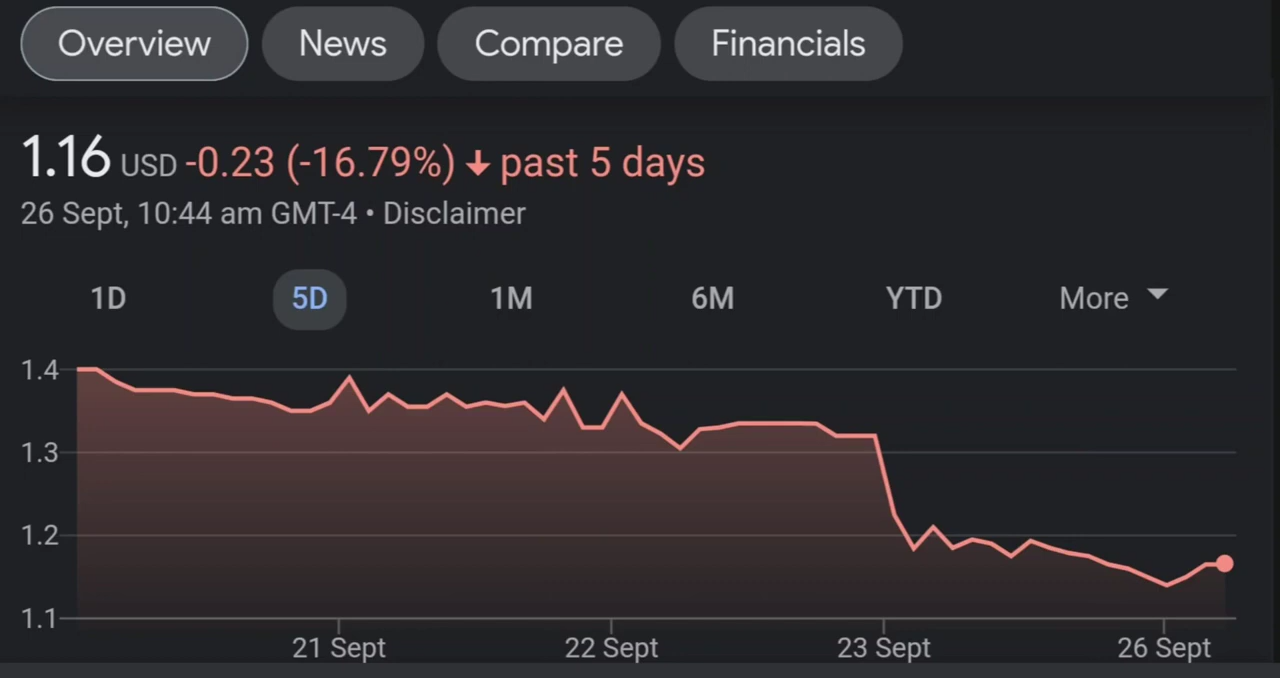 Overview News Compare Financials
1.16 USD -0.23 (-16.79%) ↓ past 5 days
26 Sept, 10:44 am GMT-4 • Disclaimer
1D 5D 1M 6M YTD More
1.4
1.3
1.2
1.1
21 Sept 22 Sept 23 Sept 26 Sept